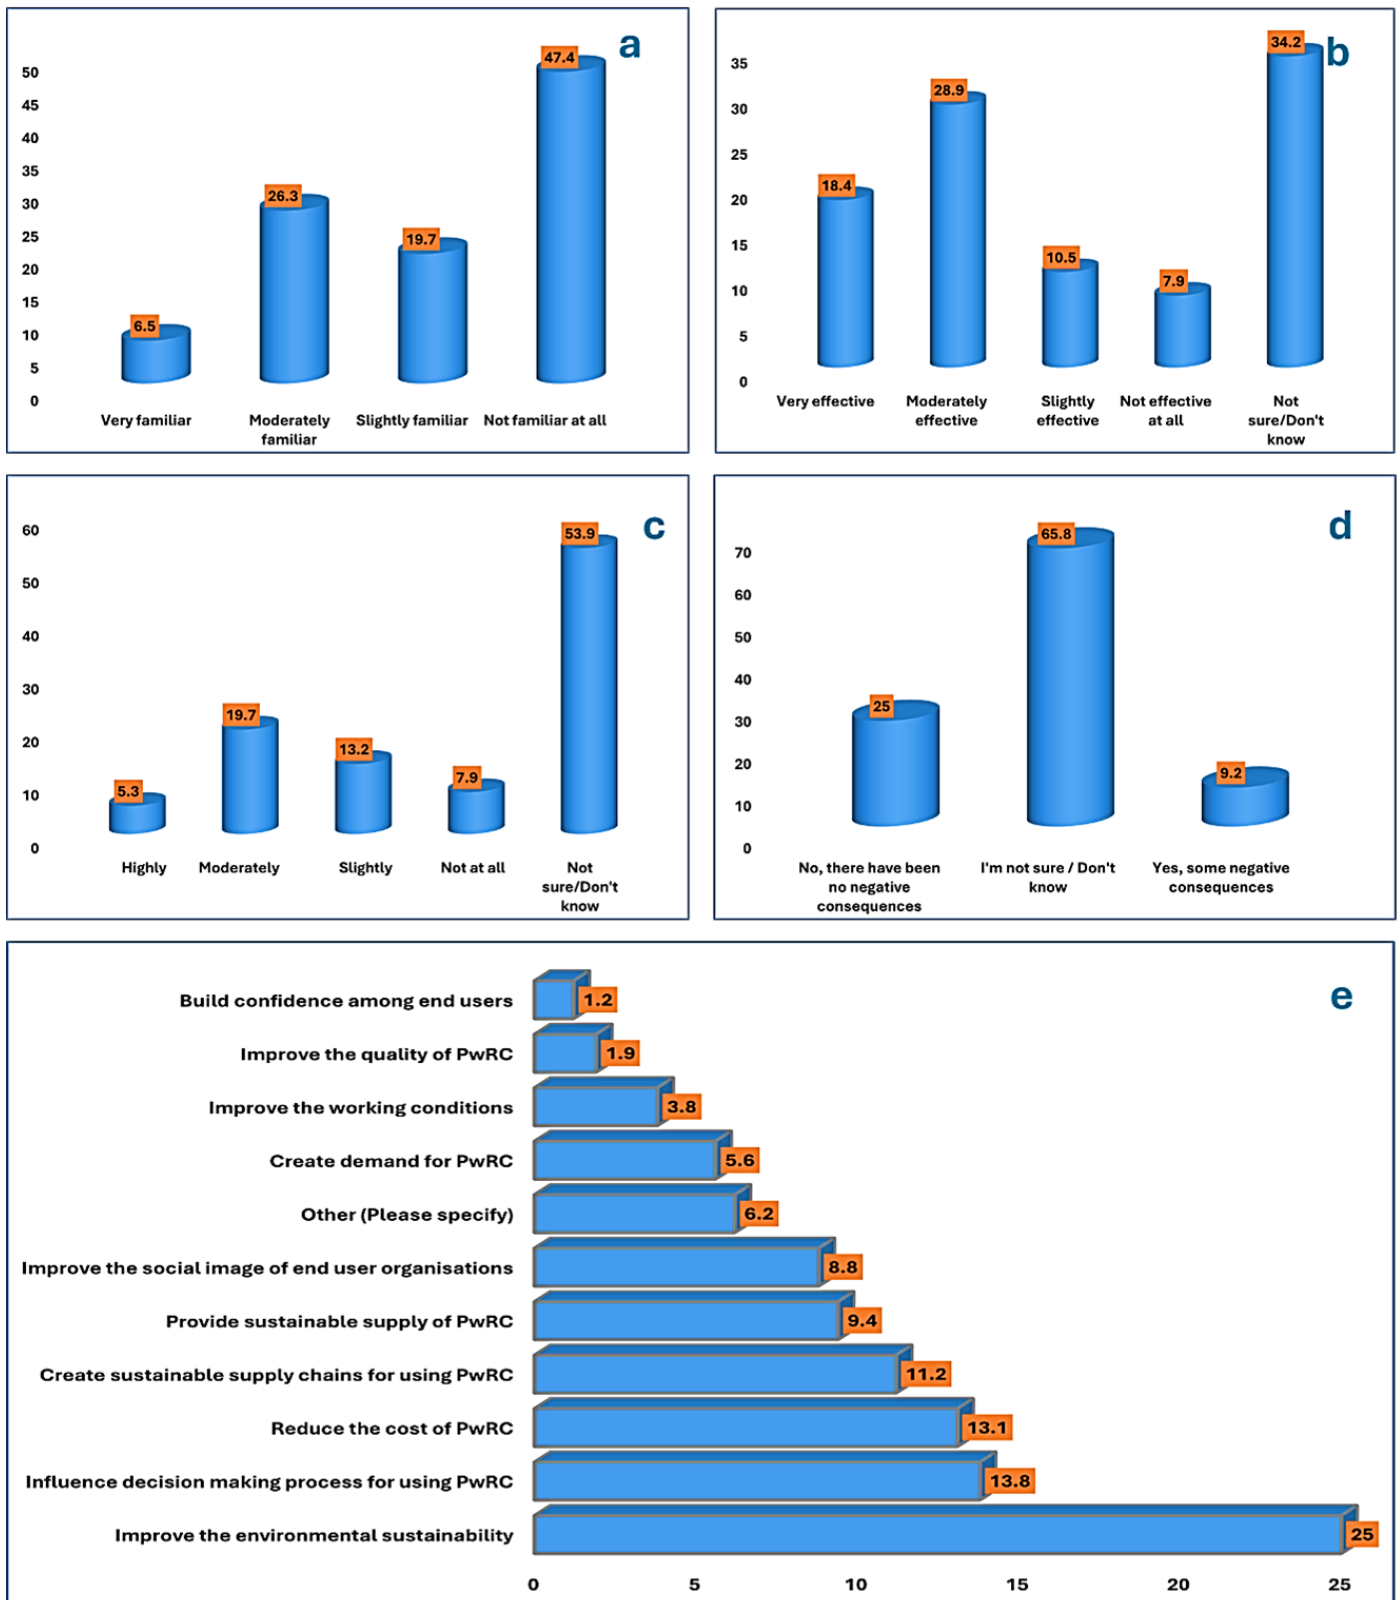 a
50
45
40
35
30
25
20
15
10
5
0
6.5
26.3
19.7
47.4
Very familiar
Moderately
familiar
Slightly familiar
Not familiar at all
b
35
30
25
20
15
10
5
0
18.4
28.9
10.5
7.9
34.2
Very effective
Moderately
effective
Slightly
effective
Not effective
at all
Not
sure/Don't
know
c
60
50
40
30
20
10
0
5.3
19.7
13.2
7.9
53.9
Highly
Moderately
Slightly
Not at all
Not
sure/Don't
know
d
70
60
50
40
30
20
10
0
25
65.8
9.2
No, there have been
no negative
consequences
I'm not sure / Don't
know
Yes, some negative
consequences
e
Build confidence among end users 1.2
Improve the quality of PwRC 1.9
Improve the working conditions 3.8
Create demand for PwRC 5.6
Other (Please specify) 6.2
Improve the social image of end user organisations 8.8
Provide sustainable supply of PwRC 9.4
Create sustainable supply chains for using PwRC 11.2
Reduce the cost of PwRC 13.1
Influence decision making process for using PwRC 13.8
Improve the environmental sustainability 25
0 5 10 15 20 25